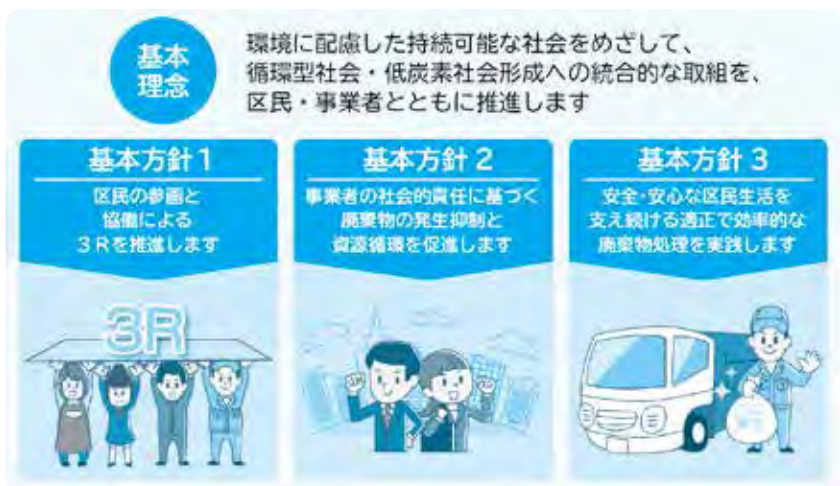 基本
理念
環境に配慮した持続可能な社会をめざして、
循環型社会・低炭素社会形成への統合的な取組を、
区民・事業者とともに推進します
基本方針 1
区民の参画と
協働による
3Rを推進します
3R
基本方針 2
事業者の社会的責任に基づく
廃棄物の発生抑制と
資源循環を促進します
基本方針 3
安全・安心な区民生活を
支え続ける適正で効率的な
廃棄物処理を実践します